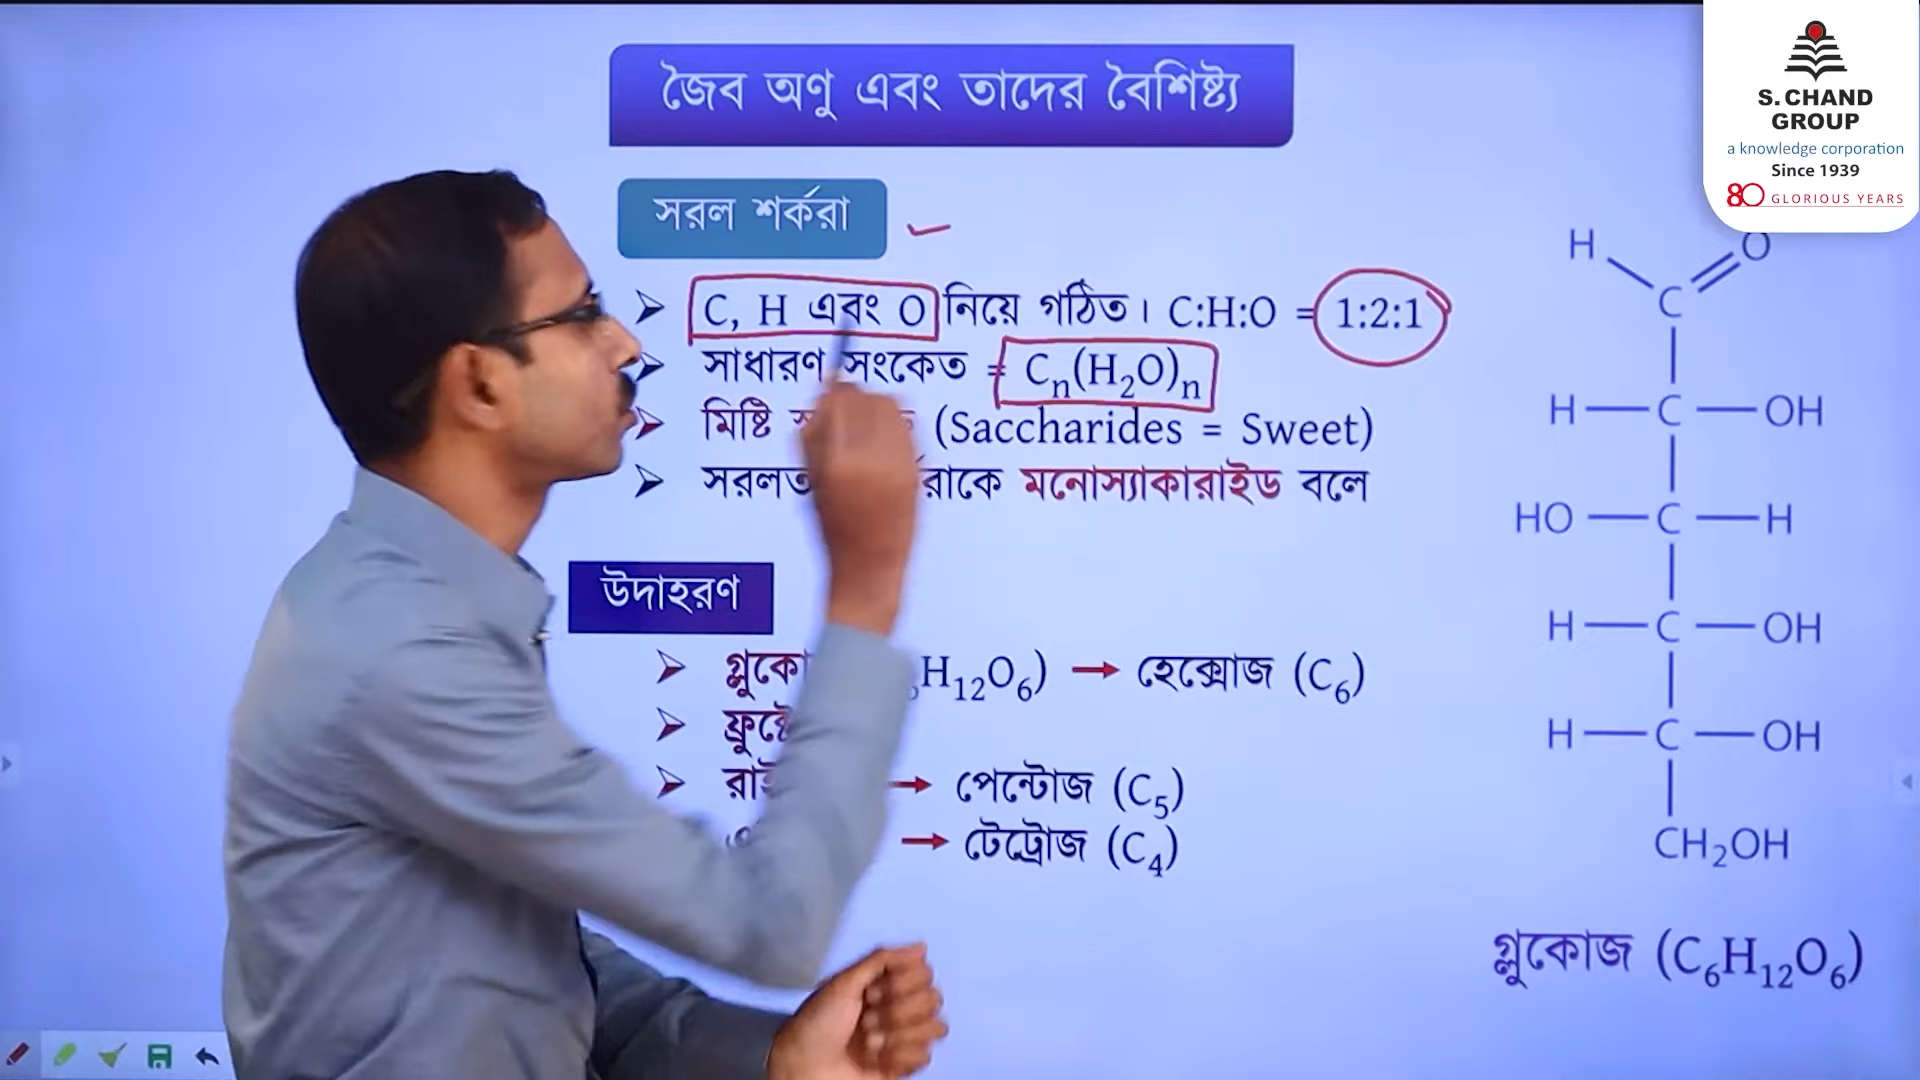 জৈব অণু এবং তাদের বৈশিষ্ট্য
S. CHAND
GROUP
a knowledge corporation
Since 1939
80 GLORIOUS YEARS
সরল শর্করা
C, H এবং O নিয়ে গঠিত। C:H:O = 1:2:1
সাধারণ সংকেত = Cₙ(H₂O)ₙ
মিষ্টি (Saccharides = Sweet)
মনোস্যাকারাইড বলে
উদাহরণ
H₁₂O₆) → হেক্সোজ (C₆)
→ পেন্টোজ (C₅)
→ টেট্রোজ (C₄)
H O
C
H — C — OH
HO — C — H
H — C — OH
H — C — OH
CH₂OH
গ্লুকোজ (C₆H₁₂O₆)